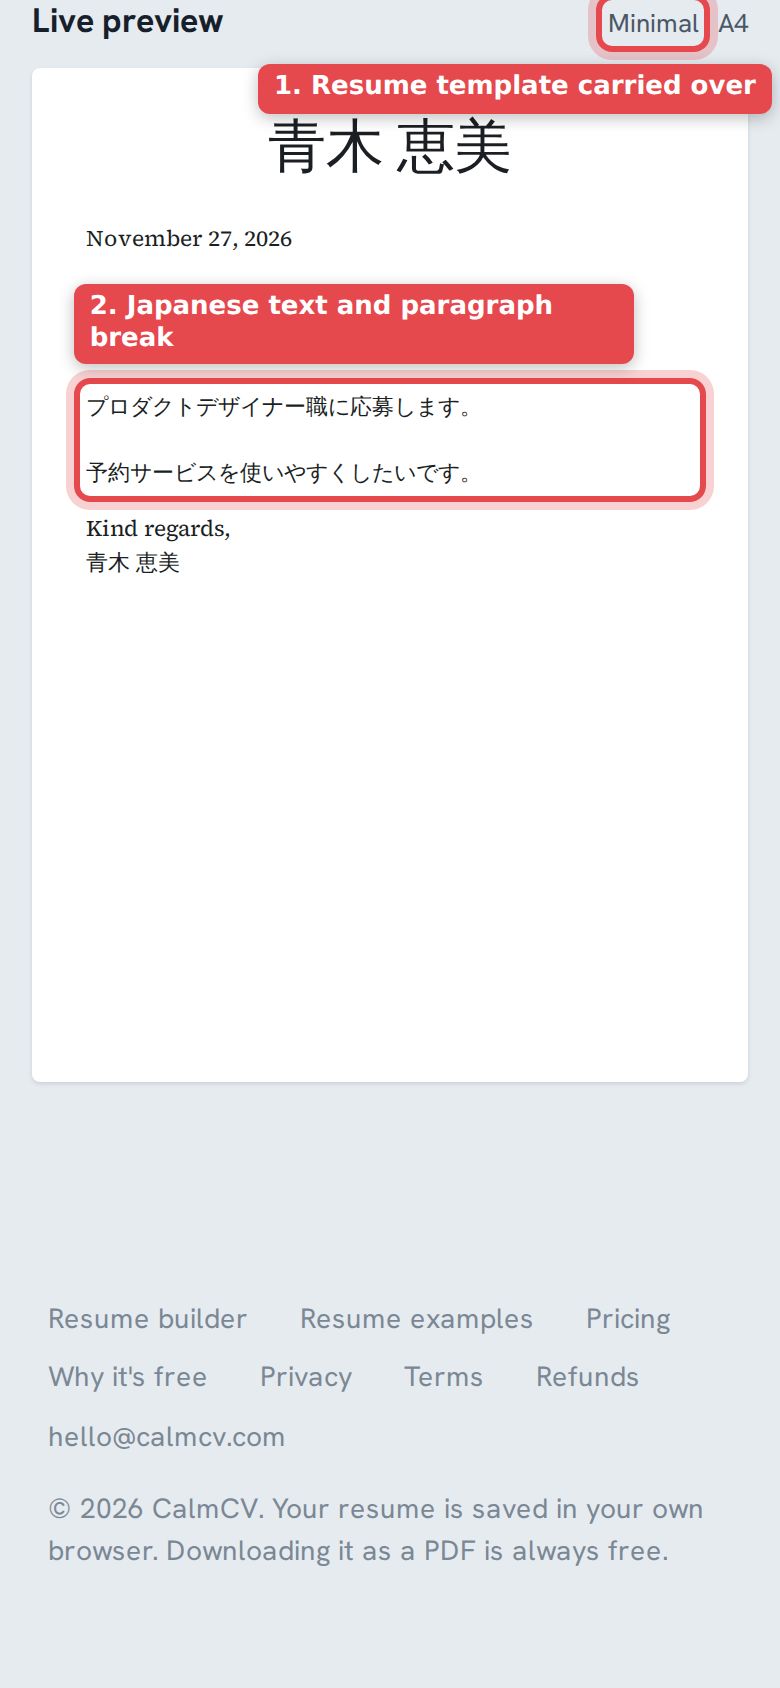 Live preview
Minimal A4
1. Resume template carried over
青木 恵美
November 27, 2026
2. Japanese text and paragraph
break
プロダクトデザイナー職に応募します。
予約サービスを使いやすくしたいです。
Kind regards,
青木 恵美
Resume builder Resume examples Pricing
Why it's free Privacy Terms Refunds
hello@calmcv.com
© 2026 CalmCV. Your resume is saved in your own
browser. Downloading it as a PDF is always free.